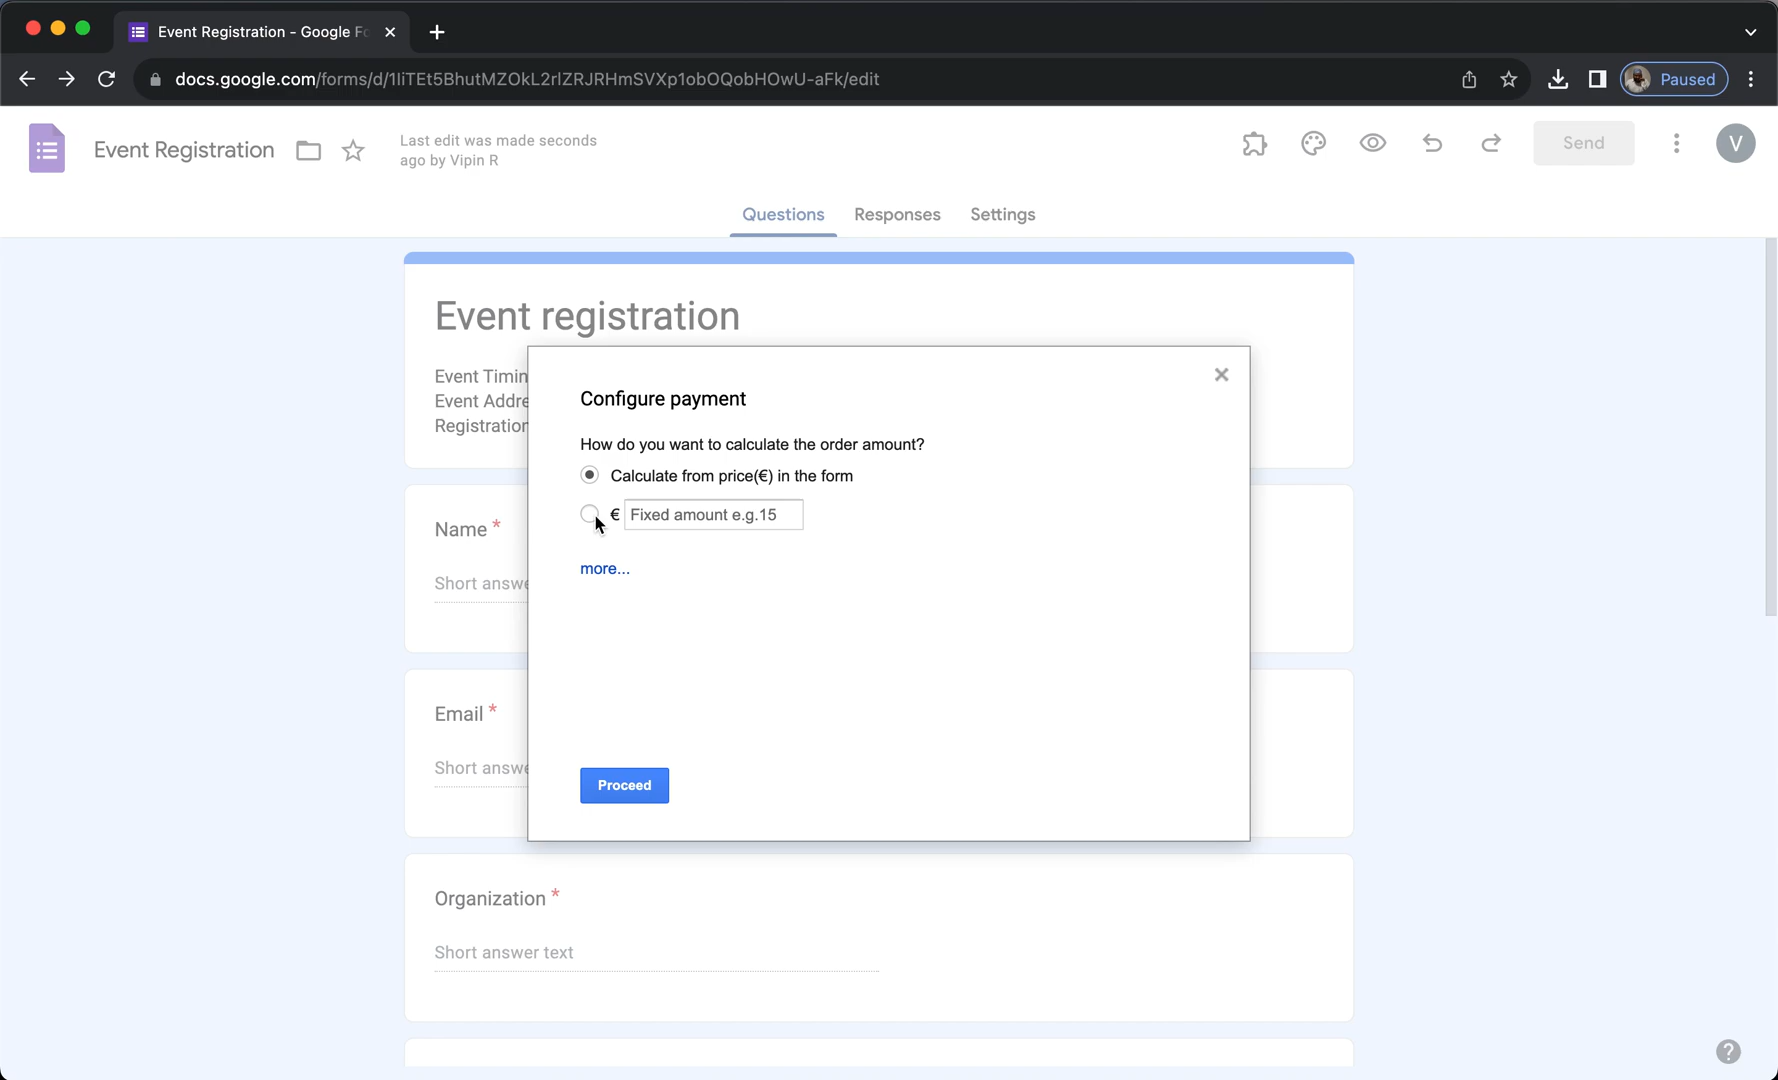 Event Registration - Google Fo
docs.google.com/forms/d/1liTEt5BhutMZOkL2rIZRJRHmSVXp1obOQobHOwU-aFk/edit
Paused
Event Registration
Last edit was made seconds
ago by Vipin R
Send
V
Questions Responses Settings
Event registration
Event Timin
Event Addre
Registration
Configure payment
How do you want to calculate the order amount?
Calculate from price(€) in the form
€ Fixed amount e.g.15
more...
Proceed
Name *
Short answe
Email *
Short answe
Organization *
Short answer text